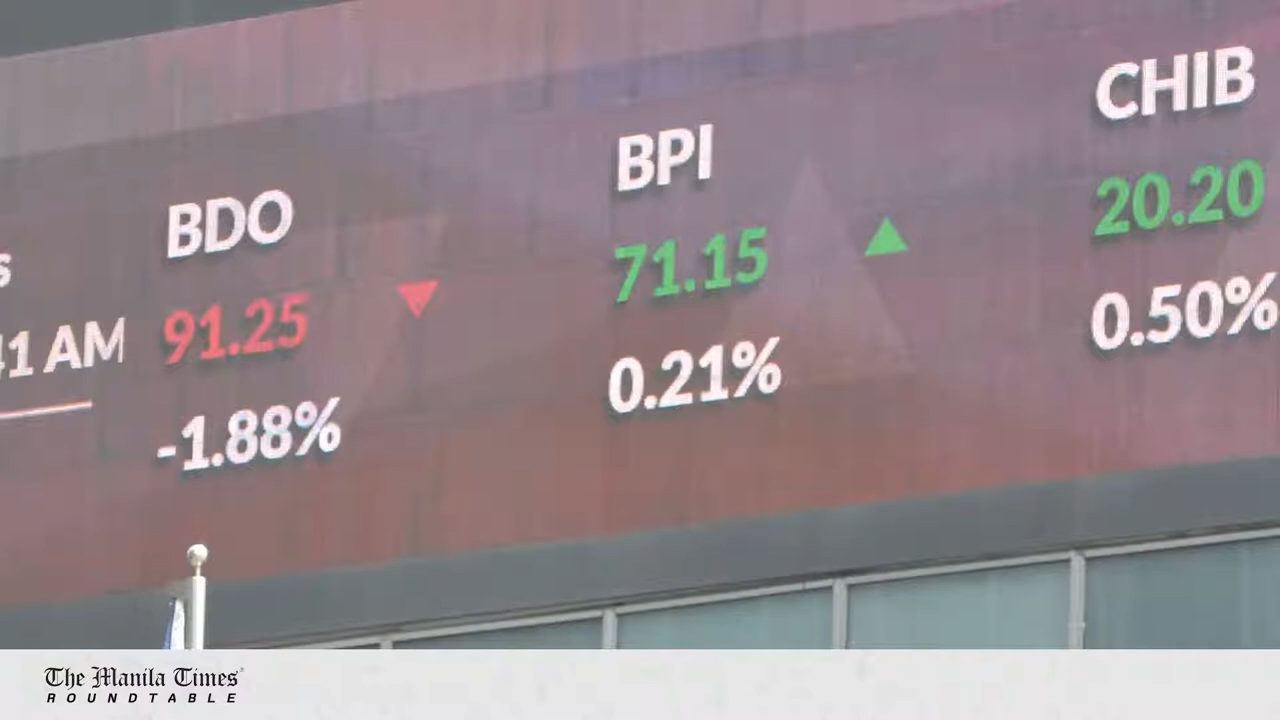 BDO
91.25
-1.88%
BPI
71.15
0.21%
CHIB
20.20
0.50%
AM
The Manila Times
ROUNDTABLE